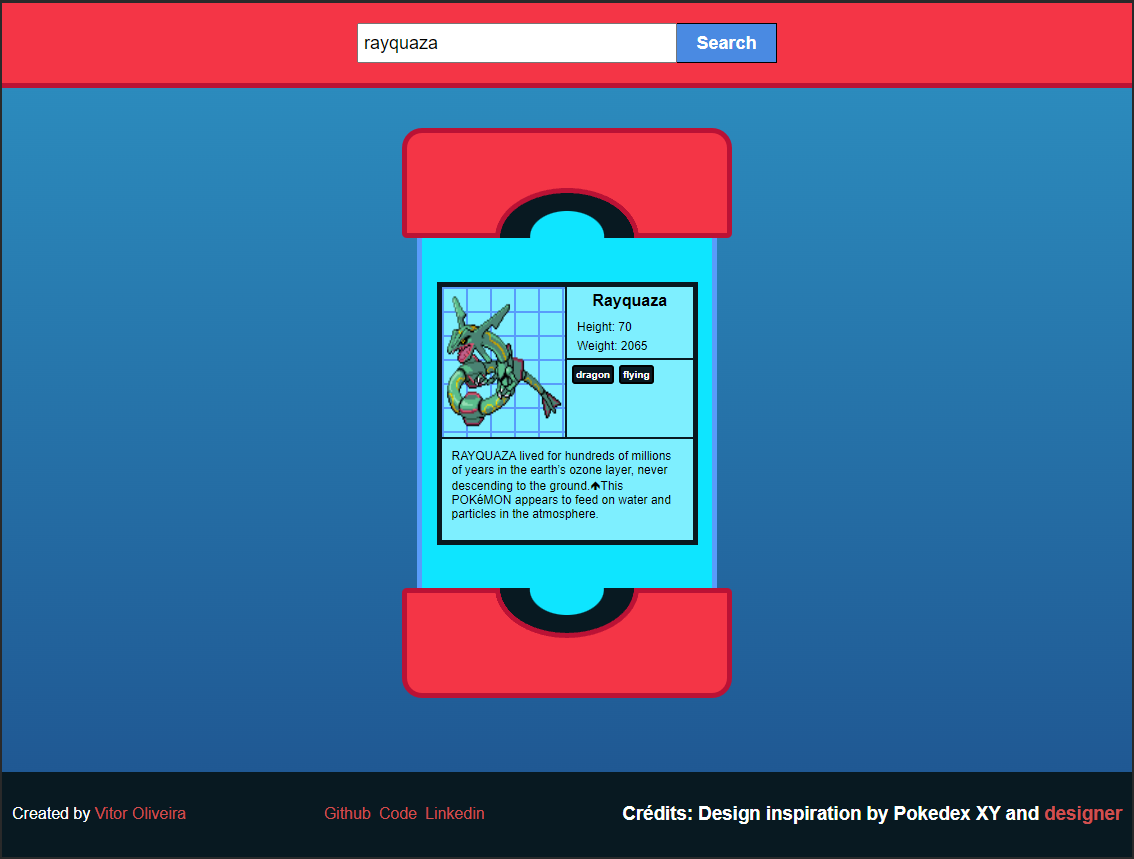 rayquaza Search
Rayquaza
Height: 70
Weight: 2065
dragon flying
RAYQUAZA lived for hundreds of millions
of years in the earth's ozone layer, never
descending to the ground.🡅This
POKéMON appears to feed on water and
particles in the atmosphere.
Created by Vitor Oliveira Github Code Linkedin Crédits: Design inspiration by Pokedex XY and designer